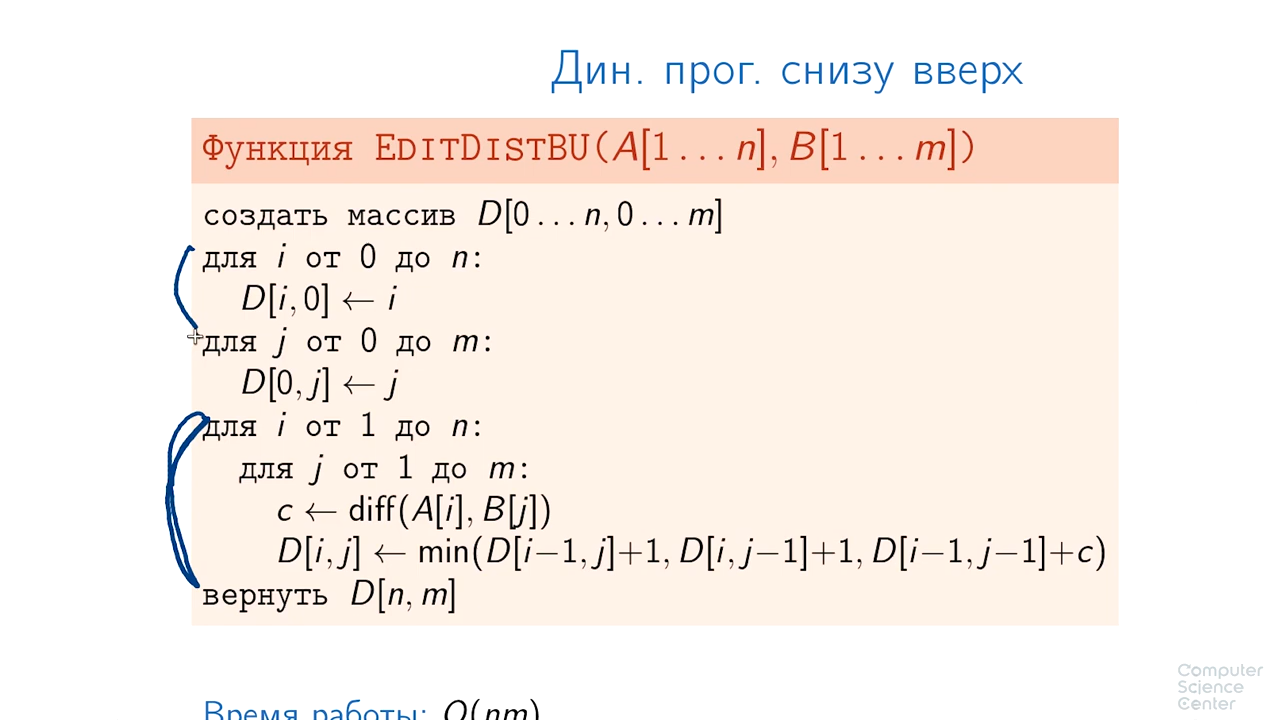 Дин. прог. снизу вверх
Функция EDITDISTBU(A[1…n], B[1…m])
создать массив D[0…n, 0…m]
для i от 0 до n:
D[i, 0] ← i
для j от 0 до m:
D[0, j] ← j
для i от 1 до n:
для j от 1 до m:
c ← diff(A[i], B[j])
D[i, j] ← min(D[i−1, j]+1, D[i, j−1]+1, D[i−1, j−1]+c)
вернуть D[n, m]
Время работы: O(nm)
Computer
Science
Center